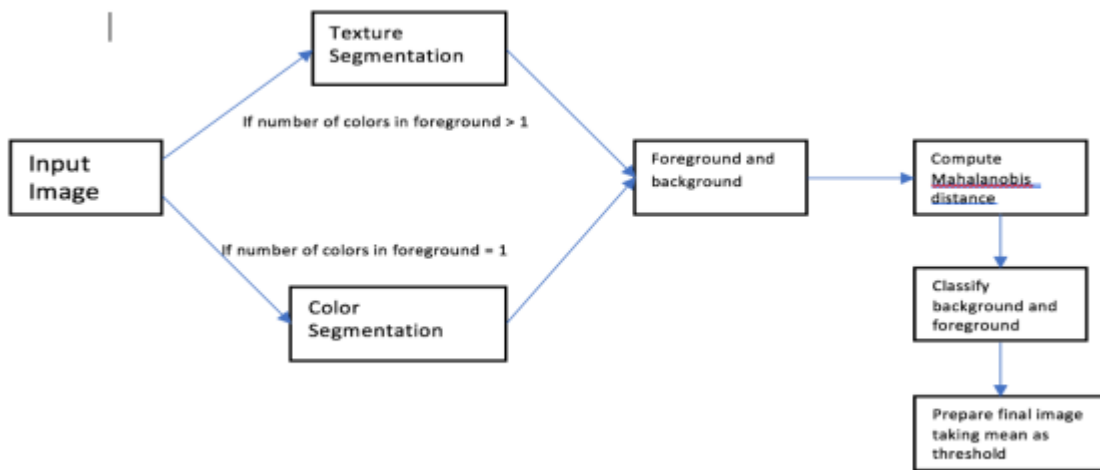 Texture
Segmentation
If number of colors in foreground > 1
Input
Image
Foreground and
background
Compute
Mahalanobis
distance
If number of colors in foreground = 1
Color
Segmentation
Classify
background and
foreground
Prepare final image
taking mean as
threshold